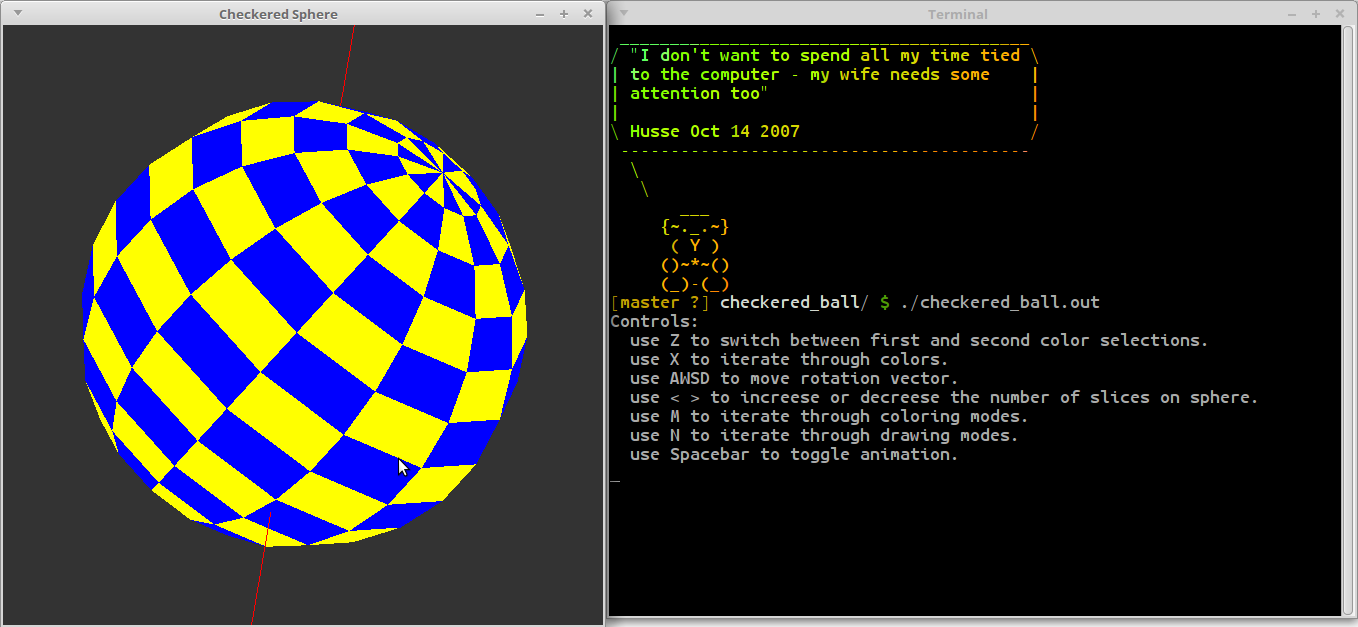 Checkered Sphere
Terminal
_________________________________________
/ "I don't want to spend all my time tied \
| to the computer - my wife needs some    |
| attention too"                          |
|                                         |
\ Husse Oct 14 2007                       /
 -----------------------------------------
  \
   \
       ___
     {~._.~}
      ( Y )
     ()~*~()
     (_)-(_)
[master ?] checkered_ball/ $ ./checkered_ball.out
Controls:
  use Z to switch between first and second color selections.
  use X to iterate through colors.
  use AWSD to move rotation vector.
  use < > to increese or decreese the number of slices on sphere.
  use M to iterate through coloring modes.
  use N to iterate through drawing modes.
  use Spacebar to toggle animation.
_